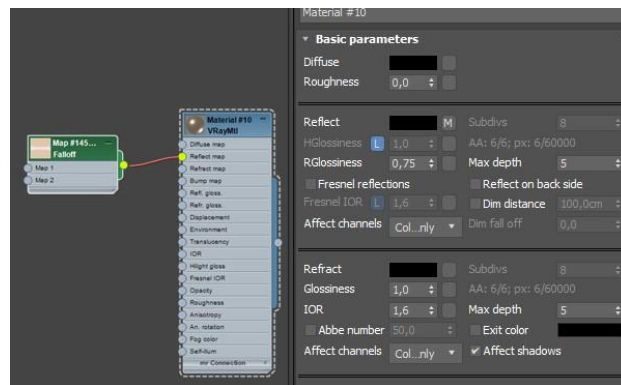 Material #10
Basic parameters
Diffuse
Roughness 0,0
Reflect M Subdivs 8
HGlossiness L 1,0 AA: 6/6; px: 6/60000
RGlossiness 0,75 Max depth 5
Fresnel reflections Reflect on back side
Fresnel IOR L 1,6 Dim distance 100,0cm
Affect channels Col...nly Dim fall off 0,0
Refract Subdivs 8
Glossiness 1,0 AA: 6/6; px: 6/60000
IOR 1,6 Max depth 5
Abbe number 50,0 Exit color
Affect channels Col...nly Affect shadows
Map #145...
Falloff
Map 1
Map 2
Material #10
VRayMtl
Diffuse map
Reflect map
Refract map
Bump map
Refl. gloss.
Refr. gloss.
Displacement
Environment
Translucency
IOR
Hilight gloss
Fresnel IOR
Opacity
Roughness
Anisotropy
An. rotation
Fog color
Self-illum
mr Connection